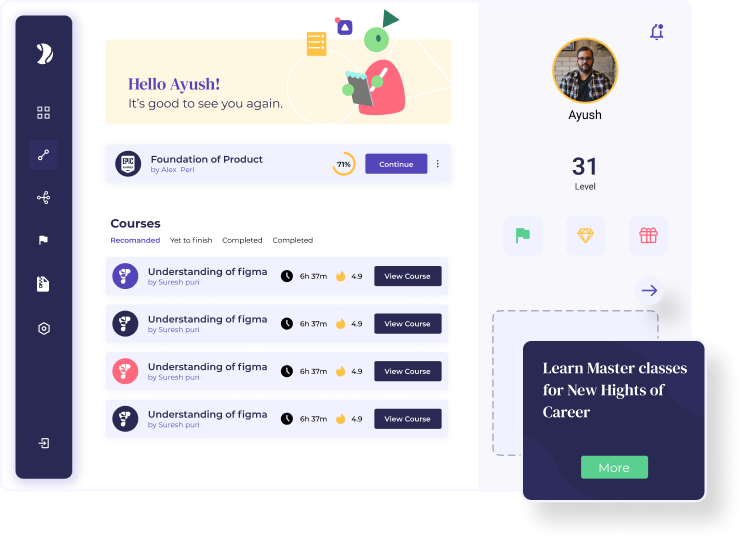 Hello Ayush!
It's good to see you again.
EPIC
Foundation of Product
by Alex Perl
71%
Continue
Courses
Recomanded Yet to finish Completed Completed
Understanding of figma
by Suresh puri
6h 37m 4.9 View Course
Understanding of figma
by Suresh puri
6h 37m 4.9 View Course
Understanding of figma
by Suresh puri
6h 37m 4.9 View Course
Understanding of figma
by Suresh puri
6h 37m 4.9 View Course
Ayush
31
Level
Learn Master classes
for New Hights of
Career
More